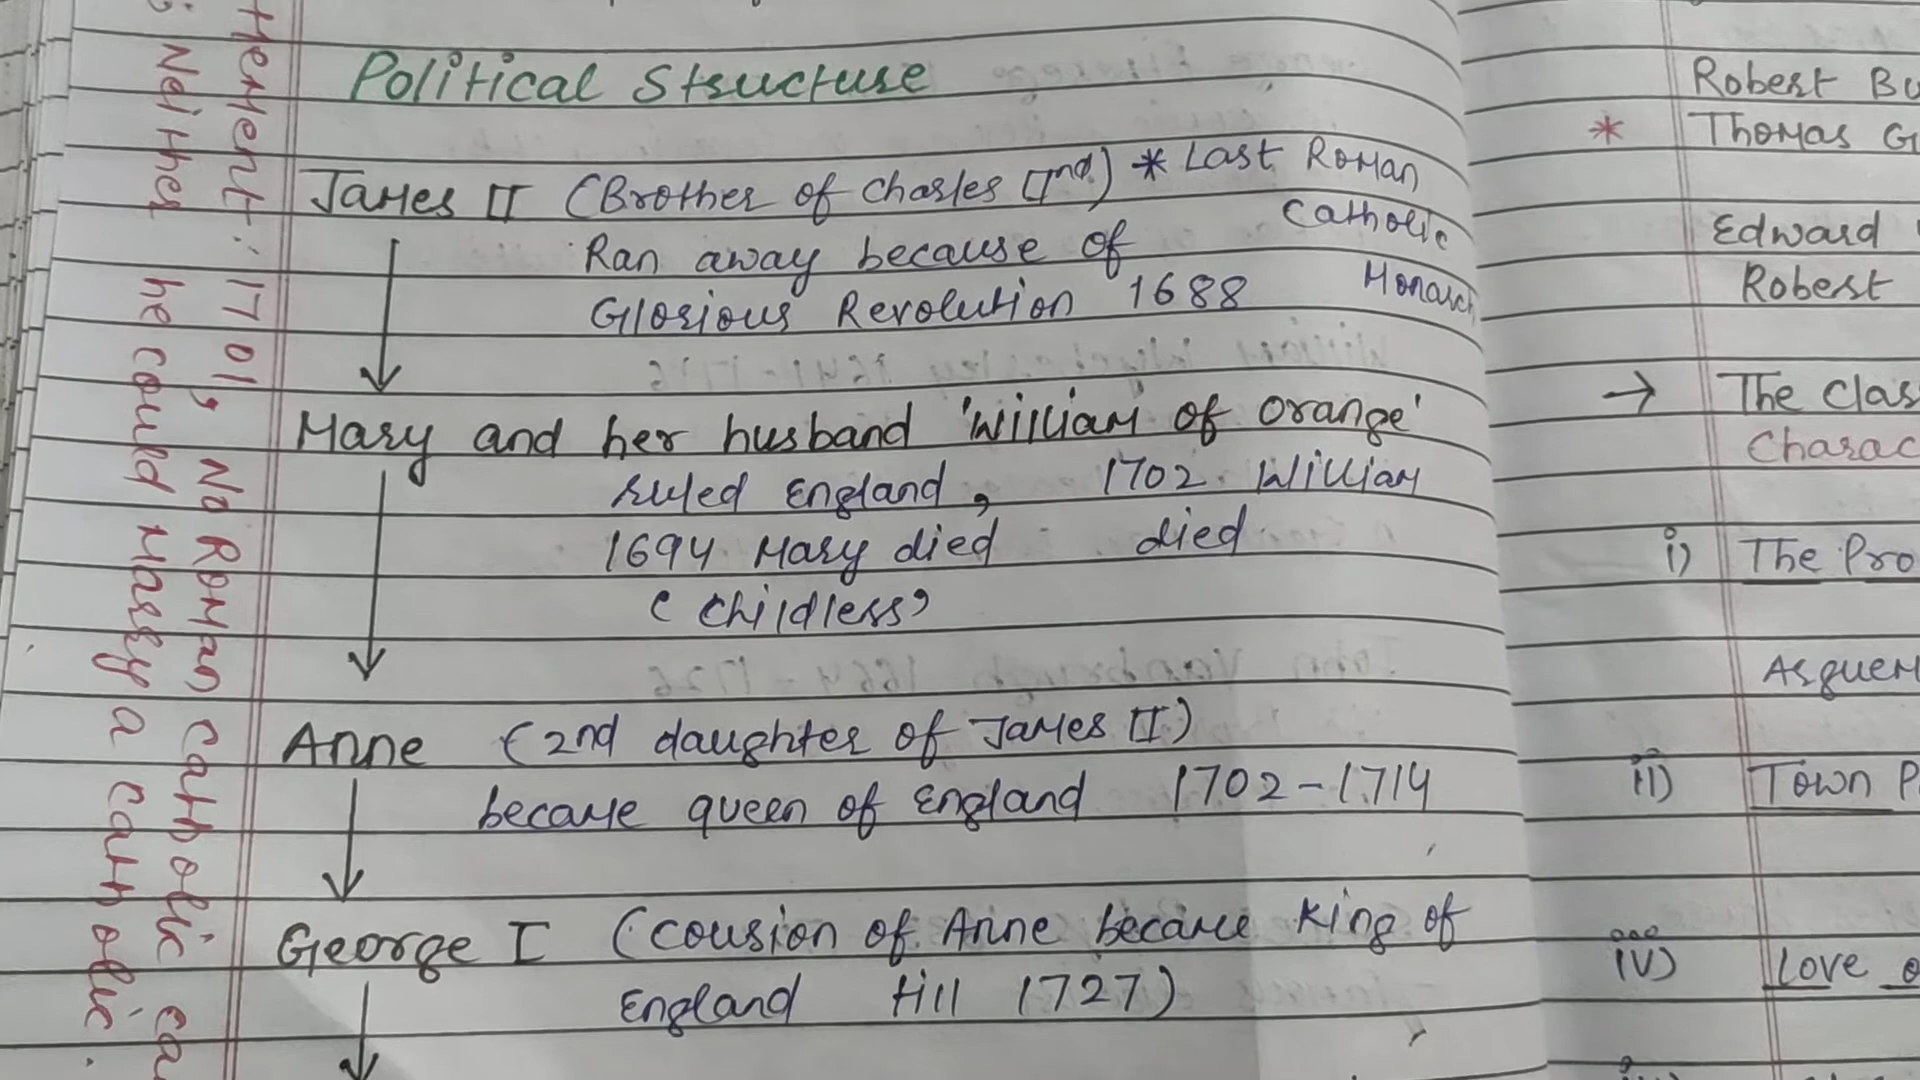 Political Structure
James II (Brother of Charles IInd) * Last Roman
Catholic
Monarch
Ran away because of
Glorious Revolution 1688
Mary and her husband 'William of Orange'
ruled England, 1702. William
1694 Mary died died
(childless)
Anne (2nd daughter of James II)
became queen of England 1702-1714
George I (cousion of Anne became king of
England till 1727)
1701, No Roman catholic ca
Neither he could marry a catholic.
Robert Bu
* Thomas G
Edward
Robert
→ The Clas
Charac
i) The Pro
ii) Town P
iv) Love o